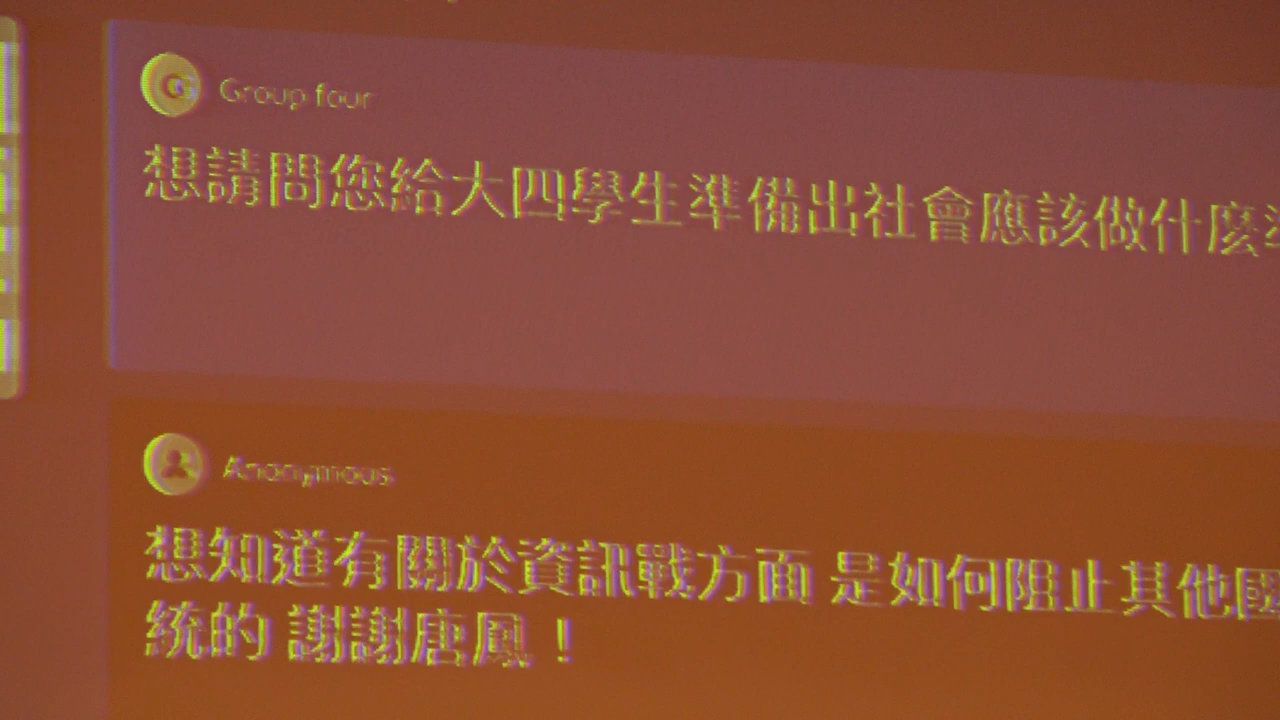 G Group four
想請問您給大四學生準備出社會應該做什麼準
Anonymous
想知道有關於資訊戰方面 是如何阻止其他國
統的 謝謝唐鳳！